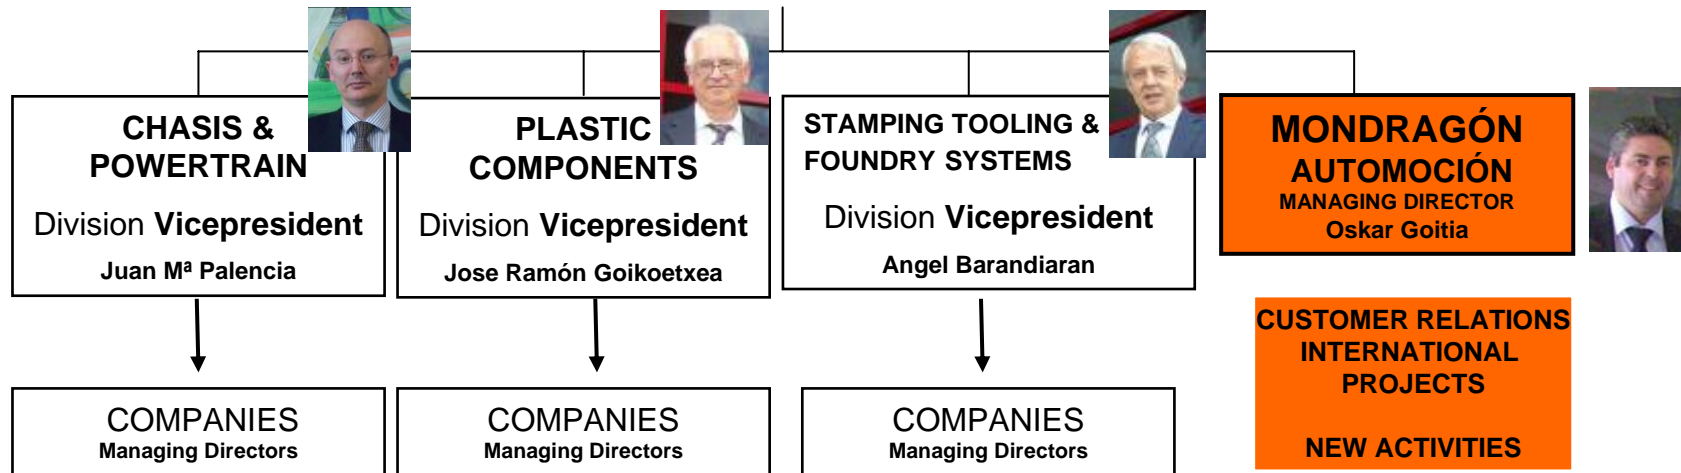 CHASIS &
POWERTRAIN
Division Vicepresident
Juan Mª Palencia
PLASTIC
COMPONENTS
Division Vicepresident
Jose Ramón Goikoetxea
STAMPING TOOLING &
FOUNDRY SYSTEMS
Division Vicepresident
Angel Barandiaran
MONDRAGÓN
AUTOMOCIÓN
MANAGING DIRECTOR
Oskar Goitia
COMPANIES
Managing Directors
COMPANIES
Managing Directors
COMPANIES
Managing Directors
CUSTOMER RELATIONS
INTERNATIONAL
PROJECTS
NEW ACTIVITIES